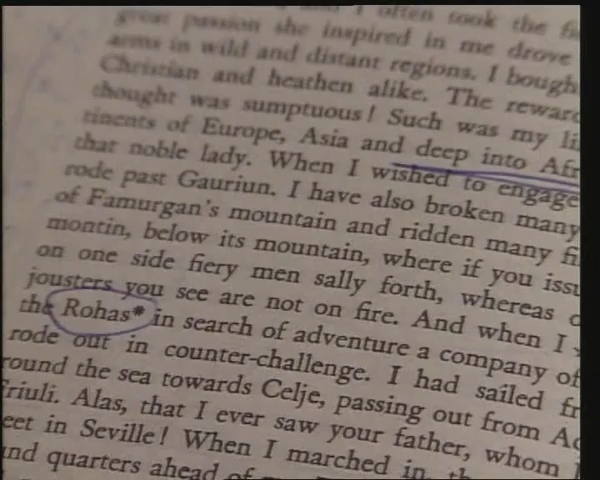 I often took the
great passion she inspired in me drove
arms in wild and distant regions. I bough
Christian and heathen alike. The rewar
thought was sumptuous! Such was my li
tinents of Europe, Asia and deep into Afr
that noble lady. When I wished to engage
rode past Gauriun. I have also broken many
of Famurgan's mountain and ridden many fi
montin, below its mountain, where if you issu
on one side fiery men sally forth, whereas o
jousters you see are not on fire. And when I
the Rohas* in search of adventure a company of
rode out in counter-challenge. I had sailed fr
round the sea towards Celje, passing out from Aq
Friuli. Alas, that I ever saw your father, whom I
eet in Seville! When I marched in,
and quarters ahead of